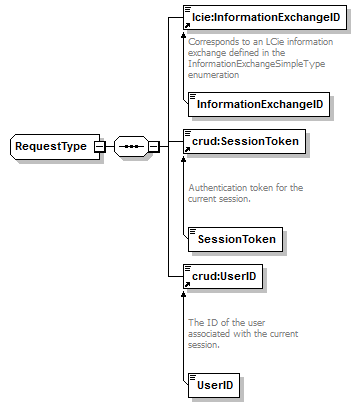 lcie:InformationExchangeID
Corresponds to an LCie information
exchange defined in the
InformationExchangeSimpleType
enumeration
InformationExchangeID
RequestType
crud:SessionToken
Authentication token for the
current session.
SessionToken
crud:UserID
The ID of the user
associated with the current
session.
UserID